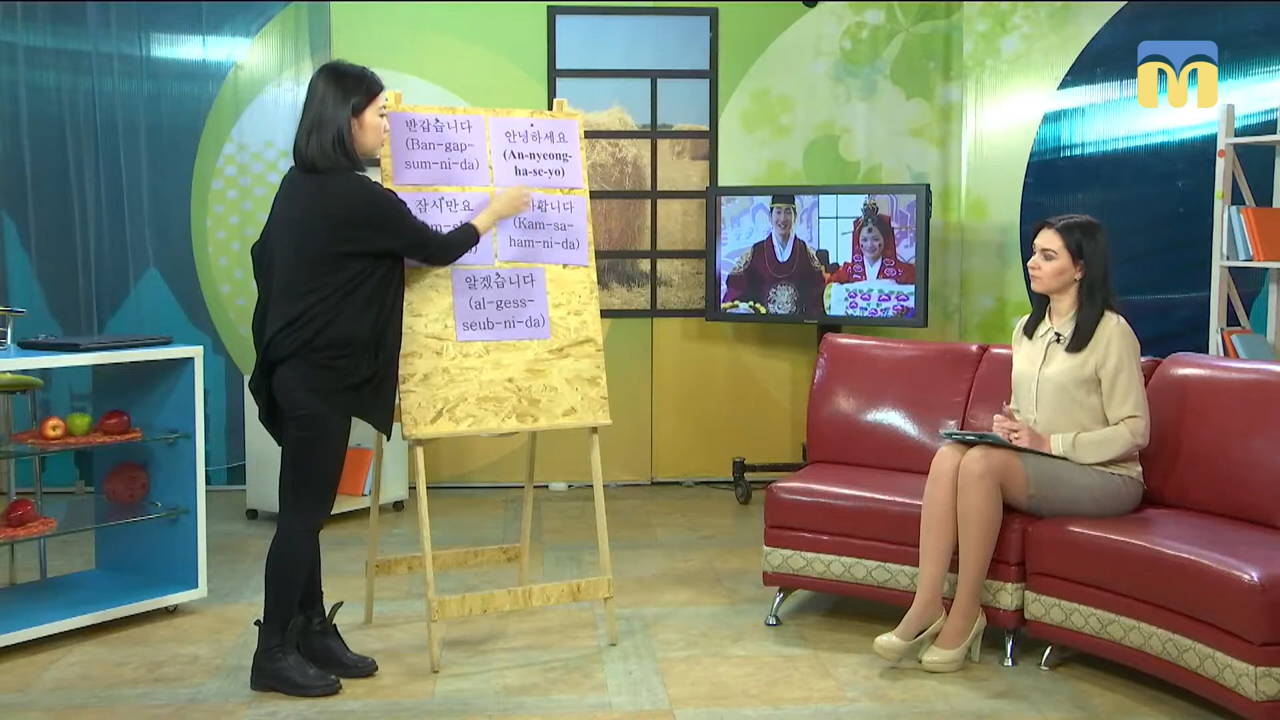 반갑습니다
(Ban-gap-
sum-ni-da)
안녕하세요
(An-nyeong-
ha-se-yo)
잠시만요
합니다
(Kam-sa-
ham-ni-da)
알겠습니다
(al-gess-
seub-ni-da)